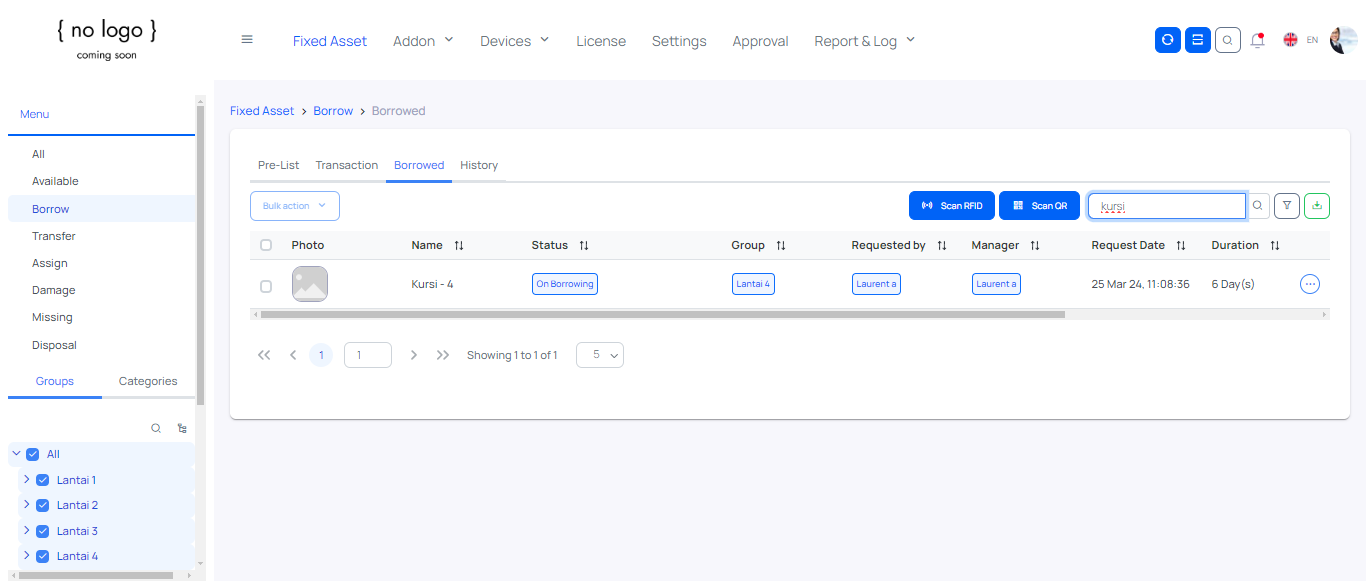 { no logo }
coming soon
Fixed Asset Addon Devices License Settings Approval Report & Log EN
Menu
All
Available
Borrow
Transfer
Assign
Damage
Missing
Disposal
Groups Categories
All
Lantai 1
Lantai 2
Lantai 3
Lantai 4
Fixed Asset > Borrow > Borrowed
Pre-List Transaction Borrowed History
Bulk action Scan RFID Scan QR kursi
Photo Name Status Group Requested by Manager Request Date Duration
Kursi - 4 On Borrowing Lantai 4 Laurent a Laurent a 25 Mar 24, 11:08:36 6 Day(s)
1 1 Showing 1 to 1 of 1 5